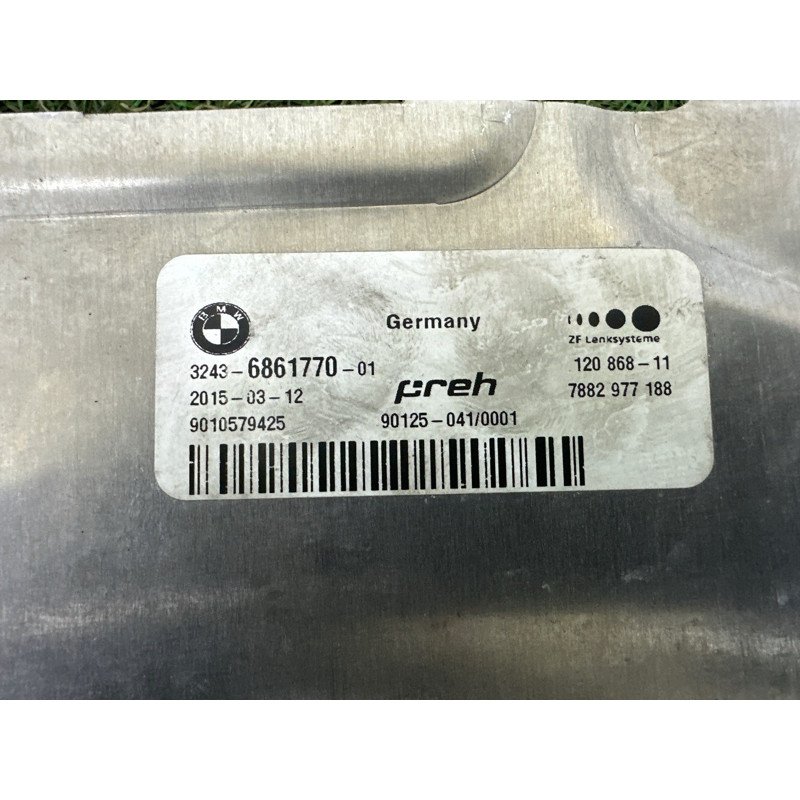 BMW
Germany
ZF Lenksysteme
3243-6861770-01
120 868-11
2015-03-12
preh
7882 977 188
9010579425
90125-041/0001